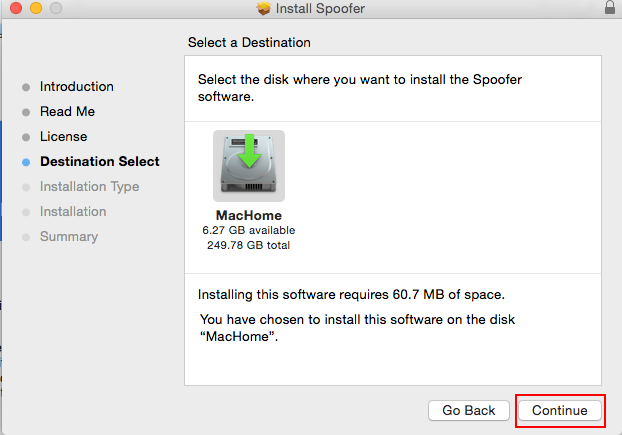 Install Spoofer
Select a Destination
Introduction
Read Me
License
Destination Select
Installation Type
Installation
Summary
Select the disk where you want to install the Spoofer
software.
MacHome
6.27 GB available
249.78 GB total
Installing this software requires 60.7 MB of space.
You have chosen to install this software on the disk
“MacHome”.
Go Back
Continue